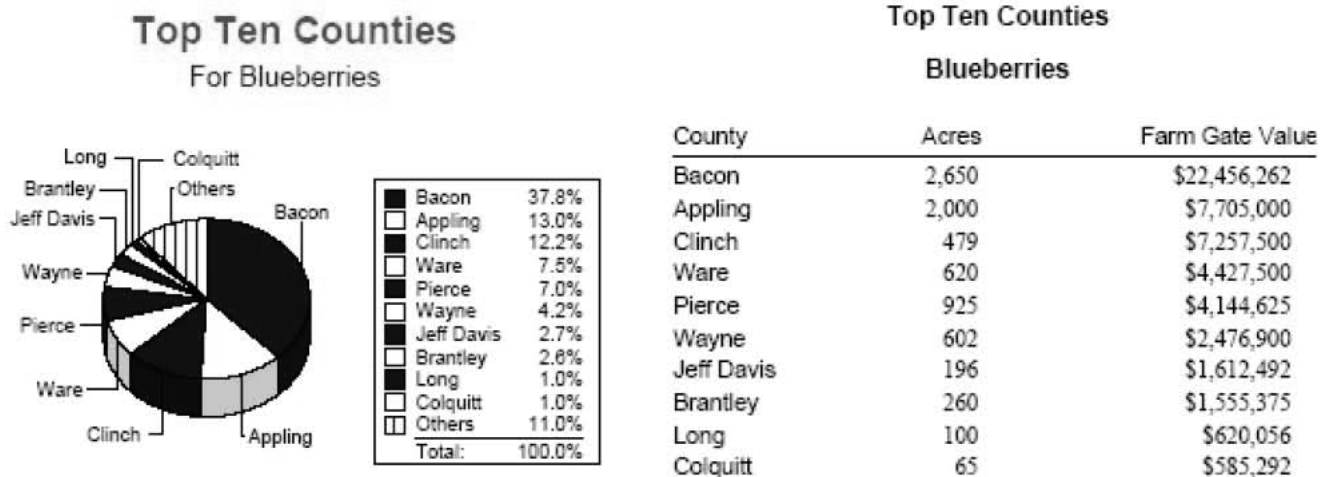 Top Ten Counties
For Blueberries
Long
Colquitt
Brantley
Others
Jeff Davis
Bacon
Wayne
Pierce
Ware
Clinch
Appling
Bacon 37.8%
Appling 13.0%
Clinch 12.2%
Ware 7.5%
Pierce 7.0%
Wayne 4.2%
Jeff Davis 2.7%
Brantley 2.6%
Long 1.0%
Colquitt 1.0%
Others 11.0%
Total: 100.0%
Top Ten Counties
Blueberries
County Acres Farm Gate Value
Bacon 2,650 $22,456,262
Appling 2,000 $7,705,000
Clinch 479 $7,257,500
Ware 620 $4,427,500
Pierce 925 $4,144,625
Wayne 602 $2,476,900
Jeff Davis 196 $1,612,492
Brantley 260 $1,555,375
Long 100 $620,056
Colquitt 65 $585,292